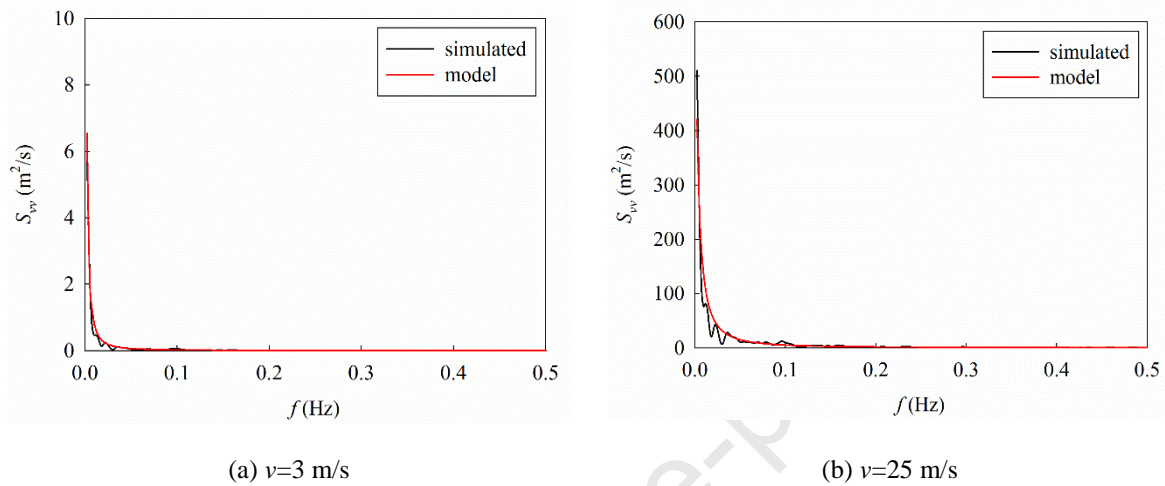 10
8
6
4
2
0
S_vv (m²/s)
simulated
model
0.0 0.1 0.2 0.3 0.4 0.5
f (Hz)
(a) v=3 m/s
600
500
400
300
200
100
0
S_vv (m²/s)
simulated
model
0.0 0.1 0.2 0.3 0.4 0.5
f (Hz)
(b) v=25 m/s
e-p